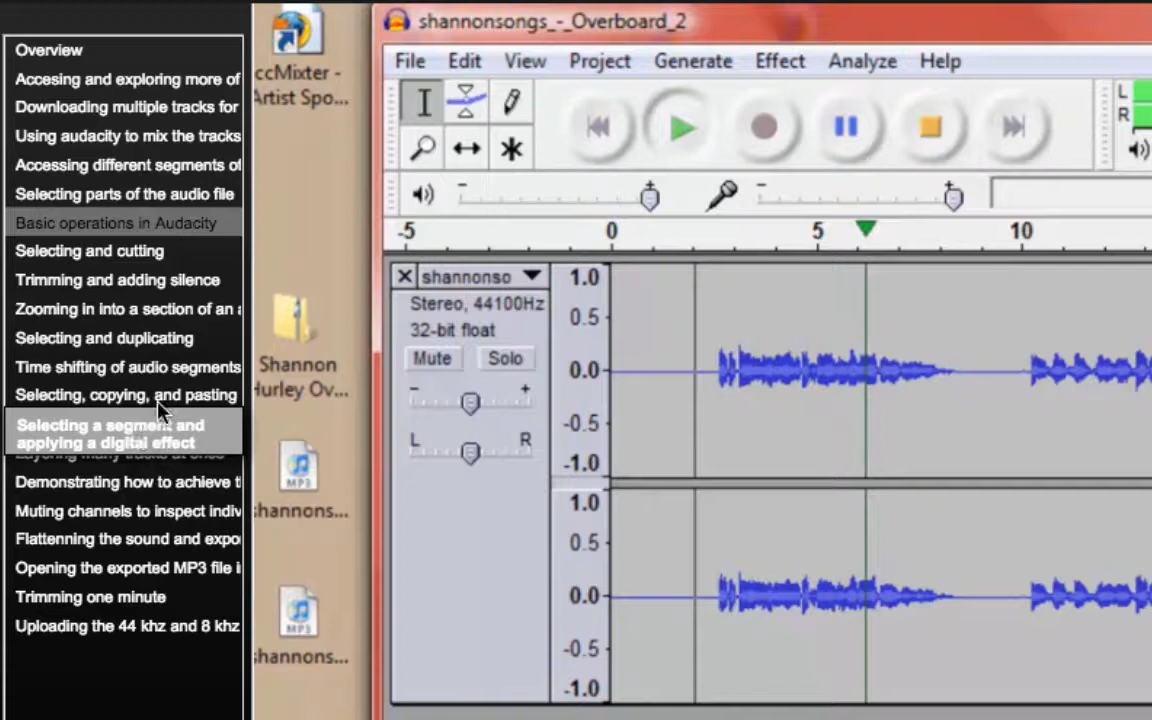 Overview
Accesing and exploring more of
Downloading multiple tracks for
Using audacity to mix the tracks
Accessing different segments of
Selecting parts of the audio file
Basic operations in Audacity
Selecting and cutting
Trimming and adding silence
Zooming in into a section of an a
Selecting and duplicating
Time shifting of audio segments
Selecting, copying, and pasting
Selecting a segment and
applying a digital effect
Layering many tracks at once
Demonstrating how to achieve t
Muting channels to inspect indiv
Flattenning the sound and expo
Opening the exported MP3 file i
Trimming one minute
Uploading the 44 khz and 8 khz
ccMixter -
Artist Spo...
Shannon
Hurley Ov...
MP3
shannons...
MP3
shannons...
shannonsongs_-_Overboard_2
File Edit View Project Generate Effect Analyze Help
L
R
-5 0 5 10
shannonso
Stereo, 44100Hz
32-bit float
Mute Solo
L R
1.0
0.5
0.0
-0.5
-1.0
1.0
0.5
0.0
-0.5
-1.0